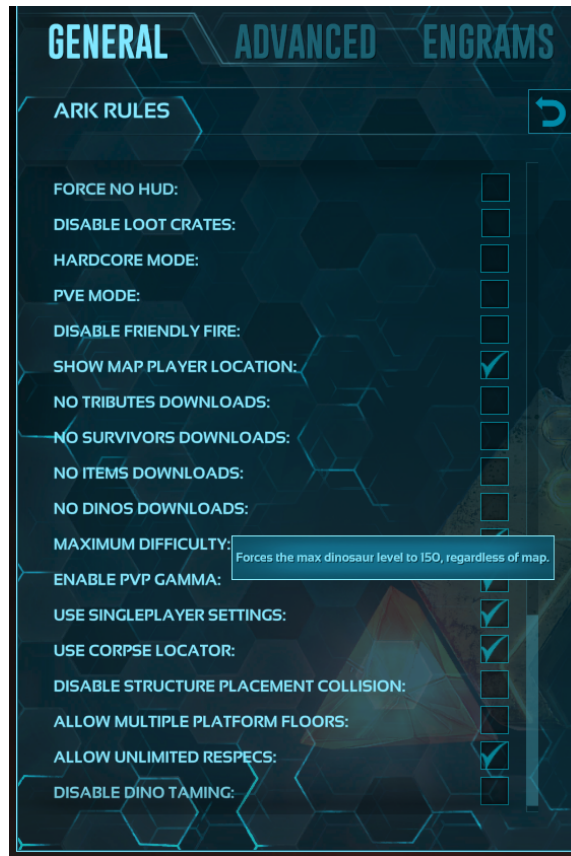 GENERAL ADVANCED ENGRAMS
ARK RULES
FORCE NO HUD:
DISABLE LOOT CRATES:
HARDCORE MODE:
PVE MODE:
DISABLE FRIENDLY FIRE:
SHOW MAP PLAYER LOCATION:
NO TRIBUTES DOWNLOADS:
NO SURVIVORS DOWNLOADS:
NO ITEMS DOWNLOADS:
NO DINOS DOWNLOADS:
MAXIMUM DIFFICULTY:
Forces the max dinosaur level to 150, regardless of map.
ENABLE PVP GAMMA:
USE SINGLEPLAYER SETTINGS:
USE CORPSE LOCATOR:
DISABLE STRUCTURE PLACEMENT COLLISION:
ALLOW MULTIPLE PLATFORM FLOORS:
ALLOW UNLIMITED RESPECS:
DISABLE DINO TAMING: